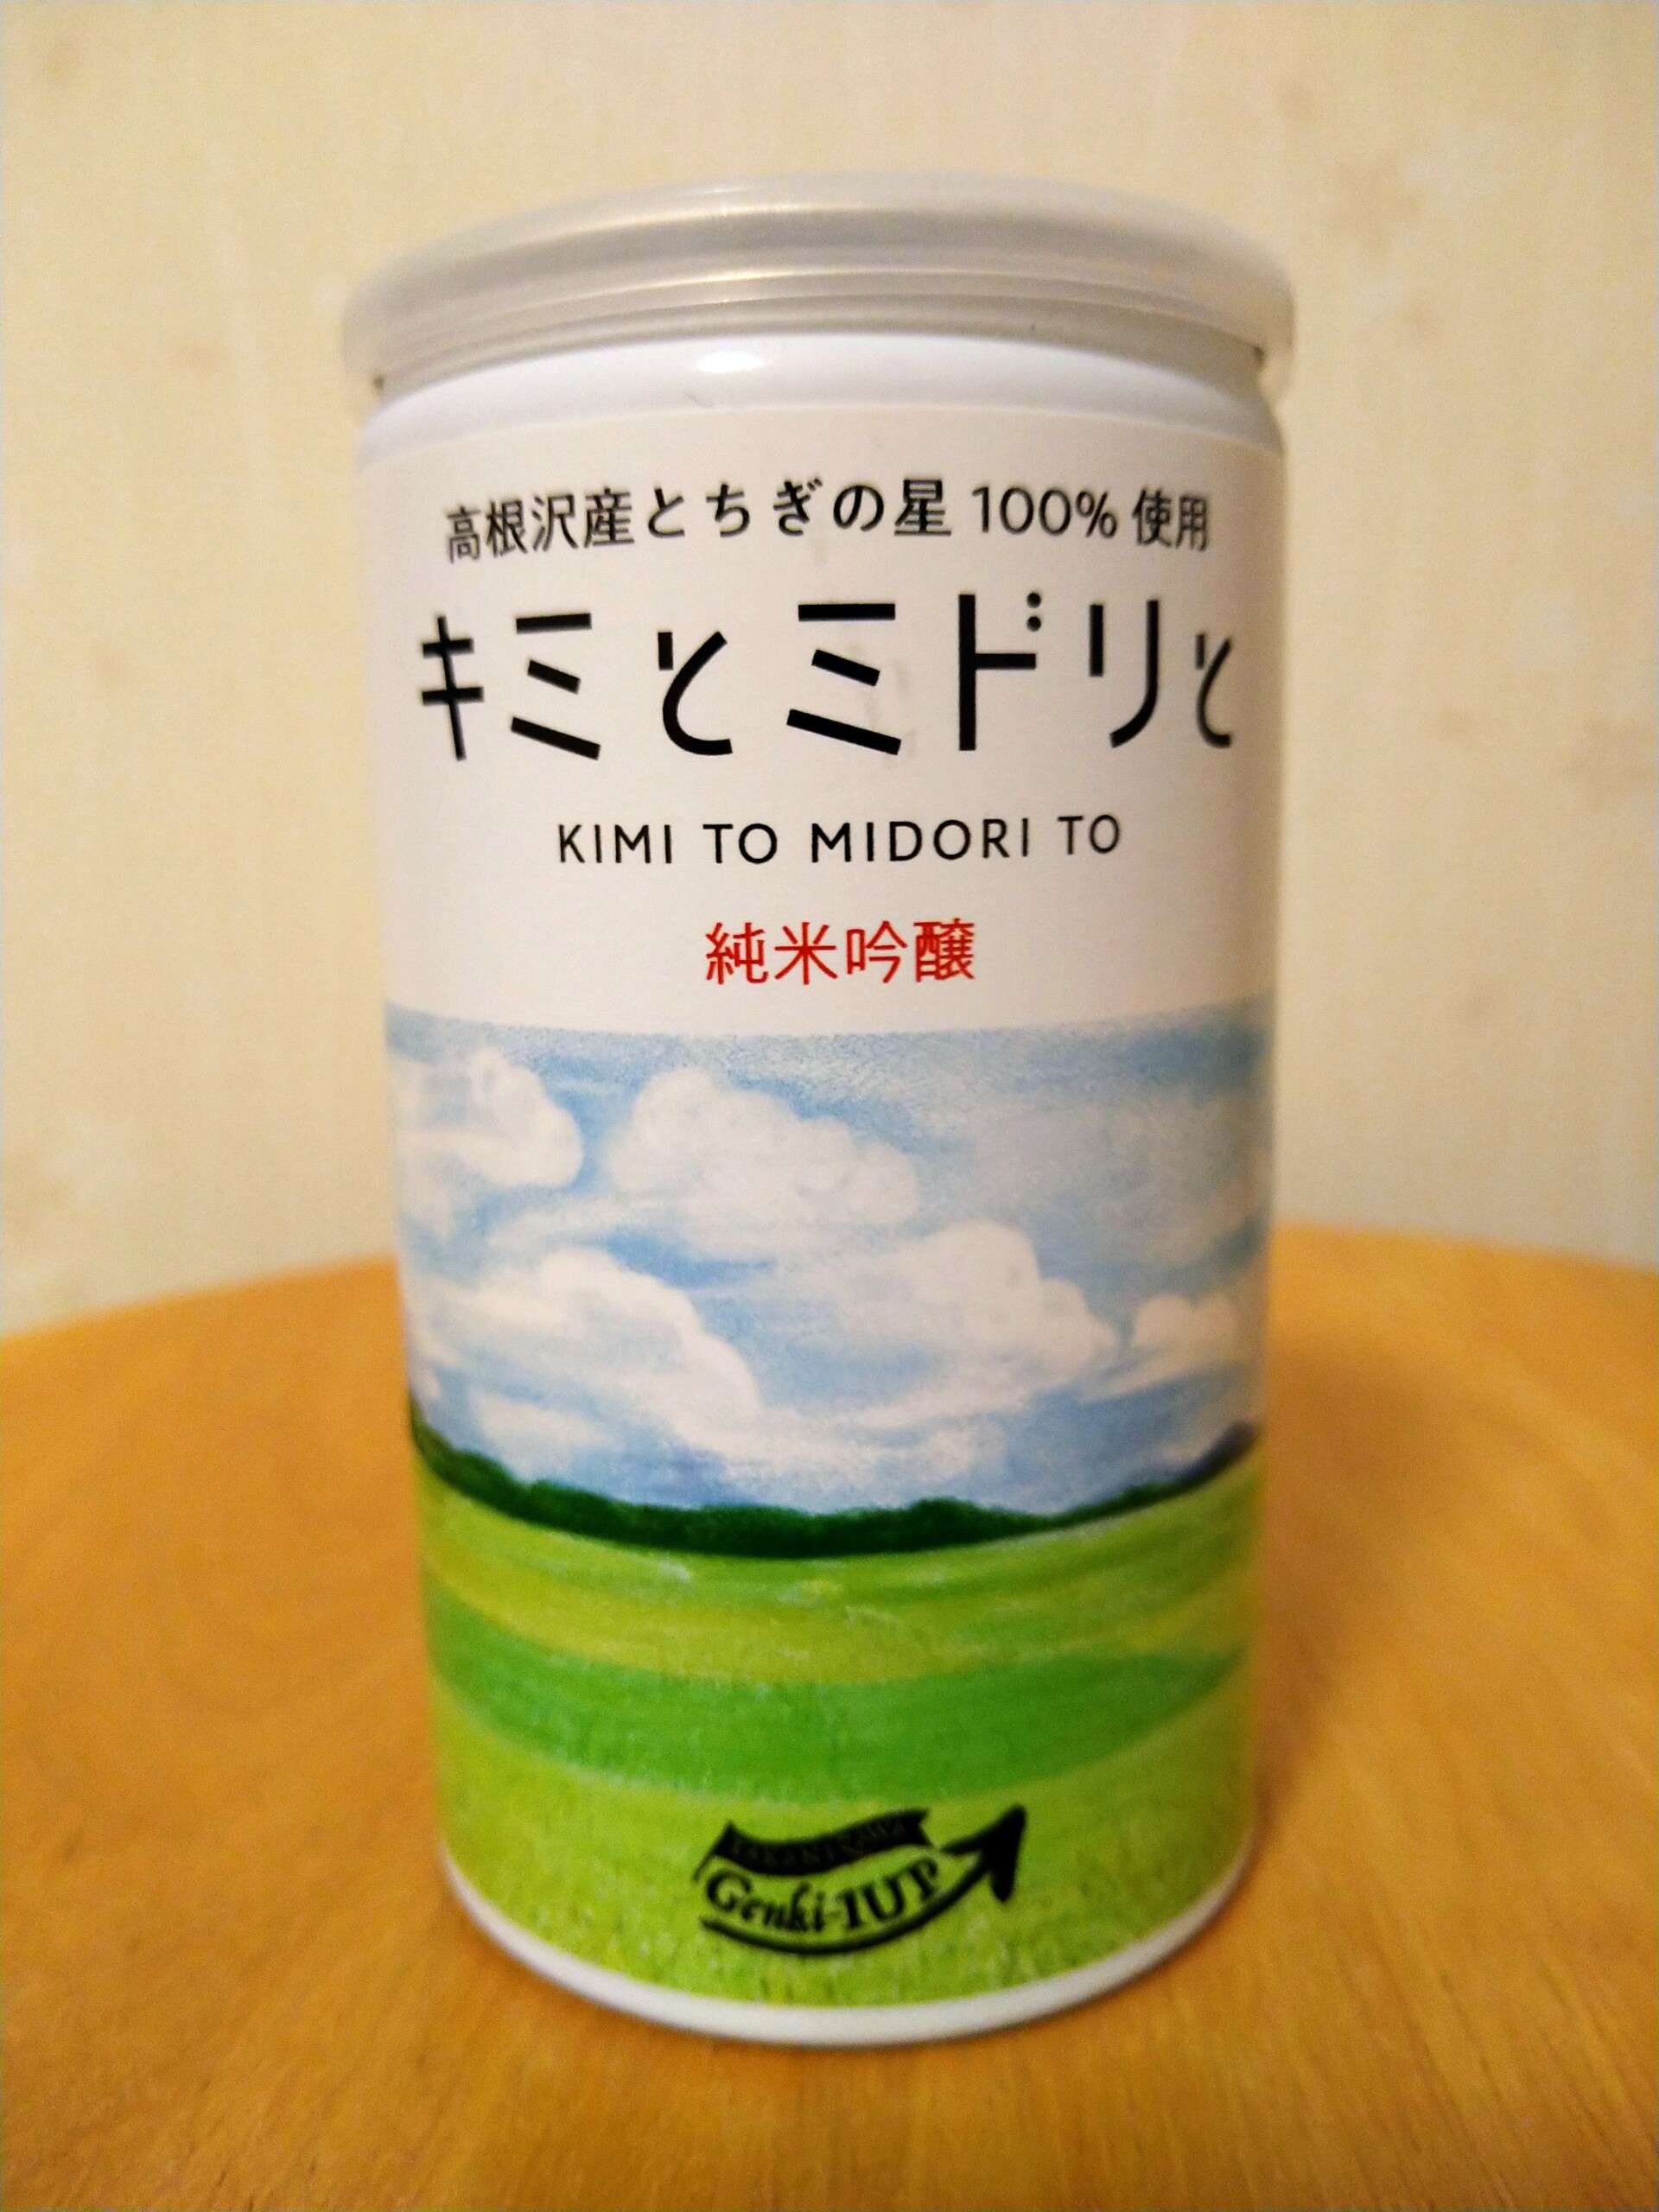 高根沢産とちぎの星 100% 使用
キミとミドリと
KIMI TO MIDORI TO
純米吟醸
Genki-1UP